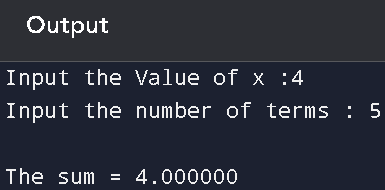 Output
Input the Value of x :4
Input the number of terms : 5
The sum = 4.000000